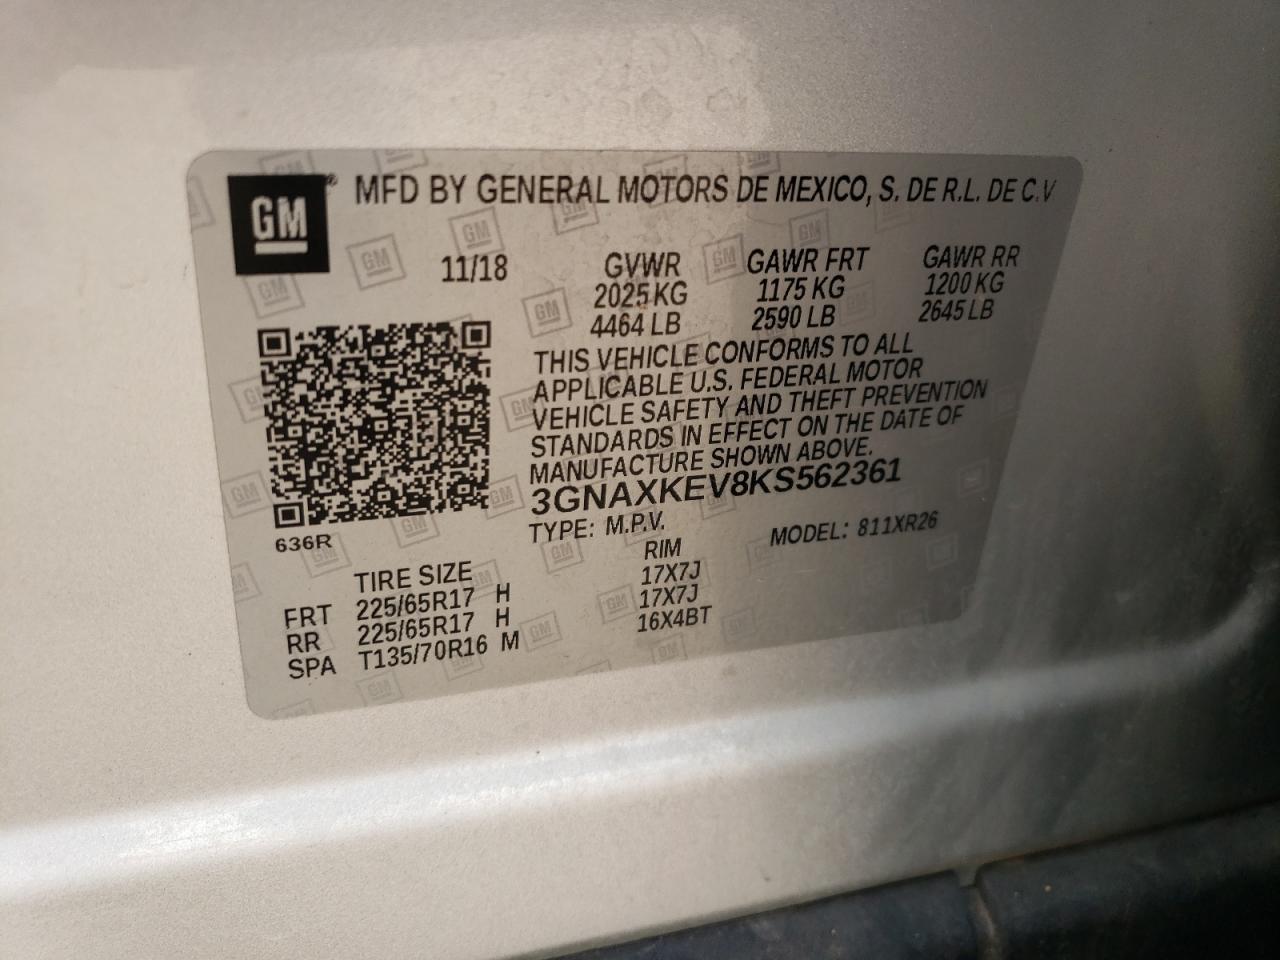 GM ® MFD BY GENERAL MOTORS DE MEXICO, S. DE R.L. DE C.V
11/18 GVWR GAWR FRT GAWR RR
2025 KG 1175 KG 1200 KG
4464 LB 2590 LB 2645 LB
THIS VEHICLE CONFORMS TO ALL
APPLICABLE U.S. FEDERAL MOTOR
VEHICLE SAFETY AND THEFT PREVENTION
STANDARDS IN EFFECT ON THE DATE OF
MANUFACTURE SHOWN ABOVE.
3GNAXKEV8KS562361
TYPE: M.P.V. MODEL: 811XR26
636R
TIRE SIZE RIM
FRT 225/65R17 H 17X7J
RR 225/65R17 H 17X7J
SPA T135/70R16 M 16X4BT